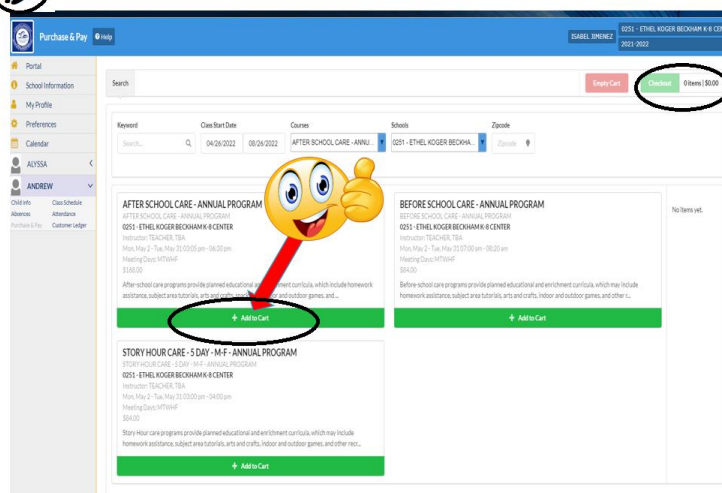 Purchase & Pay Help
ISABEL JIMENEZ
0251 - ETHEL KOGER BECKHAM K-8 CEN
2021-2022
Portal
School Information
My Profile
Preferences
Calendar
ALYSSA
ANDREW
Child Info Class Schedule
Absences Attendance
Purchase & Pay Customer Ledger
Search
Empty Cart
Checkout 0 items | $0.00
Keyword Class Start Date Courses Schools Zipcode
Search... 04/26/2022 08/26/2022 AFTER SCHOOL CARE - ANNU... 0251 - ETHEL KOGER BECKHA... Zipcode
AFTER SCHOOL CARE - ANNUAL PROGRAM
AFTER SCHOOL CARE - ANNUAL PROGRAM
0251 - ETHEL KOGER BECKHAM K-8 CENTER
Instructor: TEACHER, TBA
Mon, May 2 - Tue, May 31 03:05 pm - 06:00 pm
Meeting Days: MTWHF
$168.00
After-school care programs provide planned educational and enrichment curricula, which include homework
assistance, subject area tutorials, arts and crafts, indoor and outdoor games, and ...
+ Add to Cart
BEFORE SCHOOL CARE - ANNUAL PROGRAM
BEFORE SCHOOL CARE - ANNUAL PROGRAM
0251 - ETHEL KOGER BECKHAM K-8 CENTER
Instructor: TEACHER, TBA
Mon, May 2 - Tue, May 31 07:00 am - 08:20 am
Meeting Days: MTWHF
$84.00
Before-school care programs provide planned educational and enrichment curricula, which may include
homework assistance, subject area tutorials, arts and crafts, indoor and outdoor games, and other r...
+ Add to Cart
No items yet.
STORY HOUR CARE - 5 DAY - M-F - ANNUAL PROGRAM
STORY HOUR CARE - 5 DAY - M-F - ANNUAL PROGRAM
0251 - ETHEL KOGER BECKHAM K-8 CENTER
Instructor: TEACHER, TBA
Mon, May 2 - Tue, May 31 03:00 pm - 04:00 pm
Meeting Days: MTWHF
$84.00
Story Hour care programs provide planned educational and enrichment curricula, which may include
homework assistance, subject area tutorials, arts and crafts, indoor and outdoor games, and other recr...
+ Add to Cart